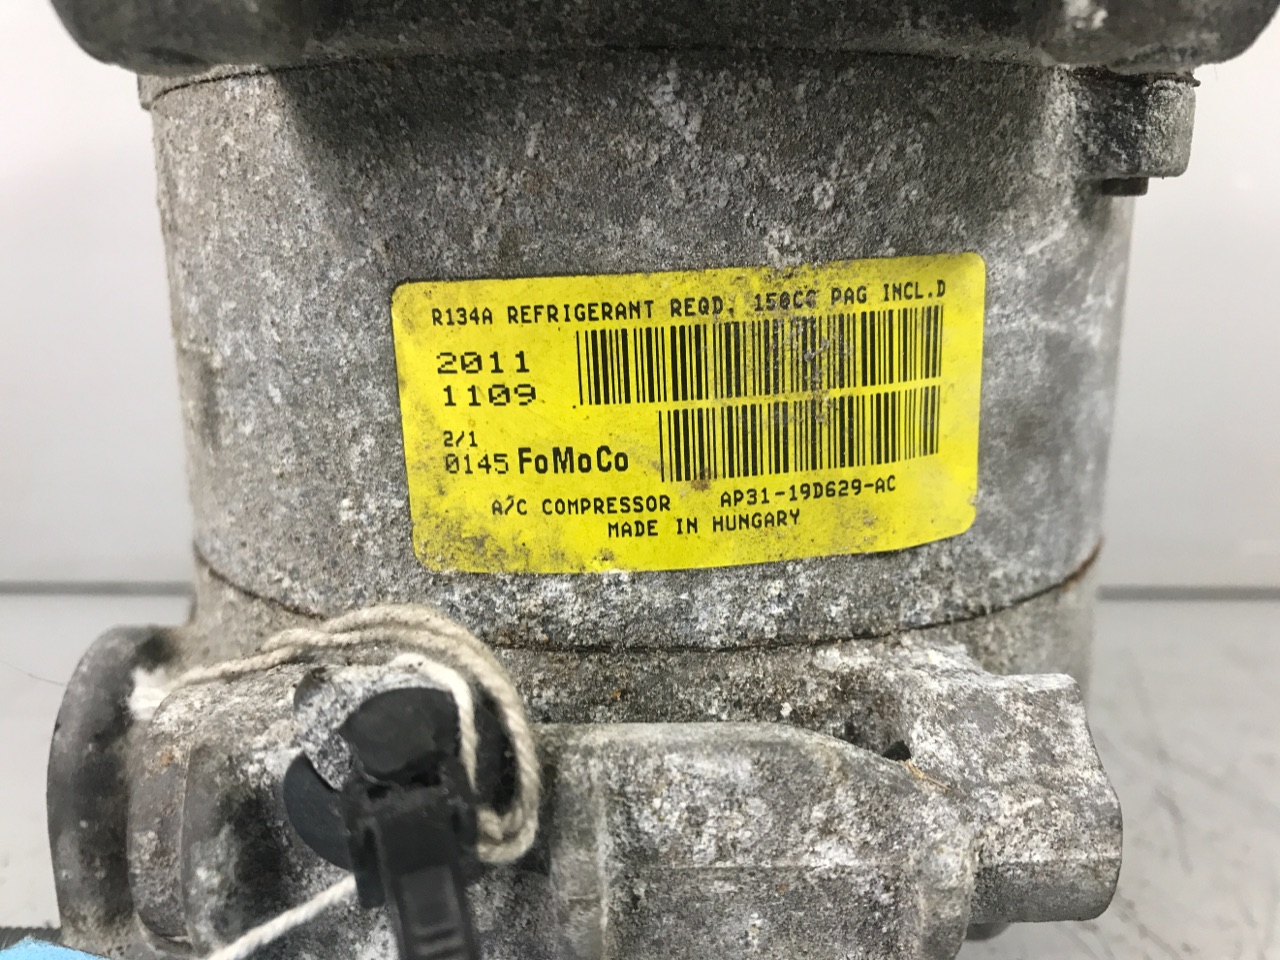 R134A REFRIGERANT REQD, 150CC PAG INCL.D
2011
1109
2/1
0145 FoMoCo
A/C COMPRESSOR AP31-19D629-AC
MADE IN HUNGARY